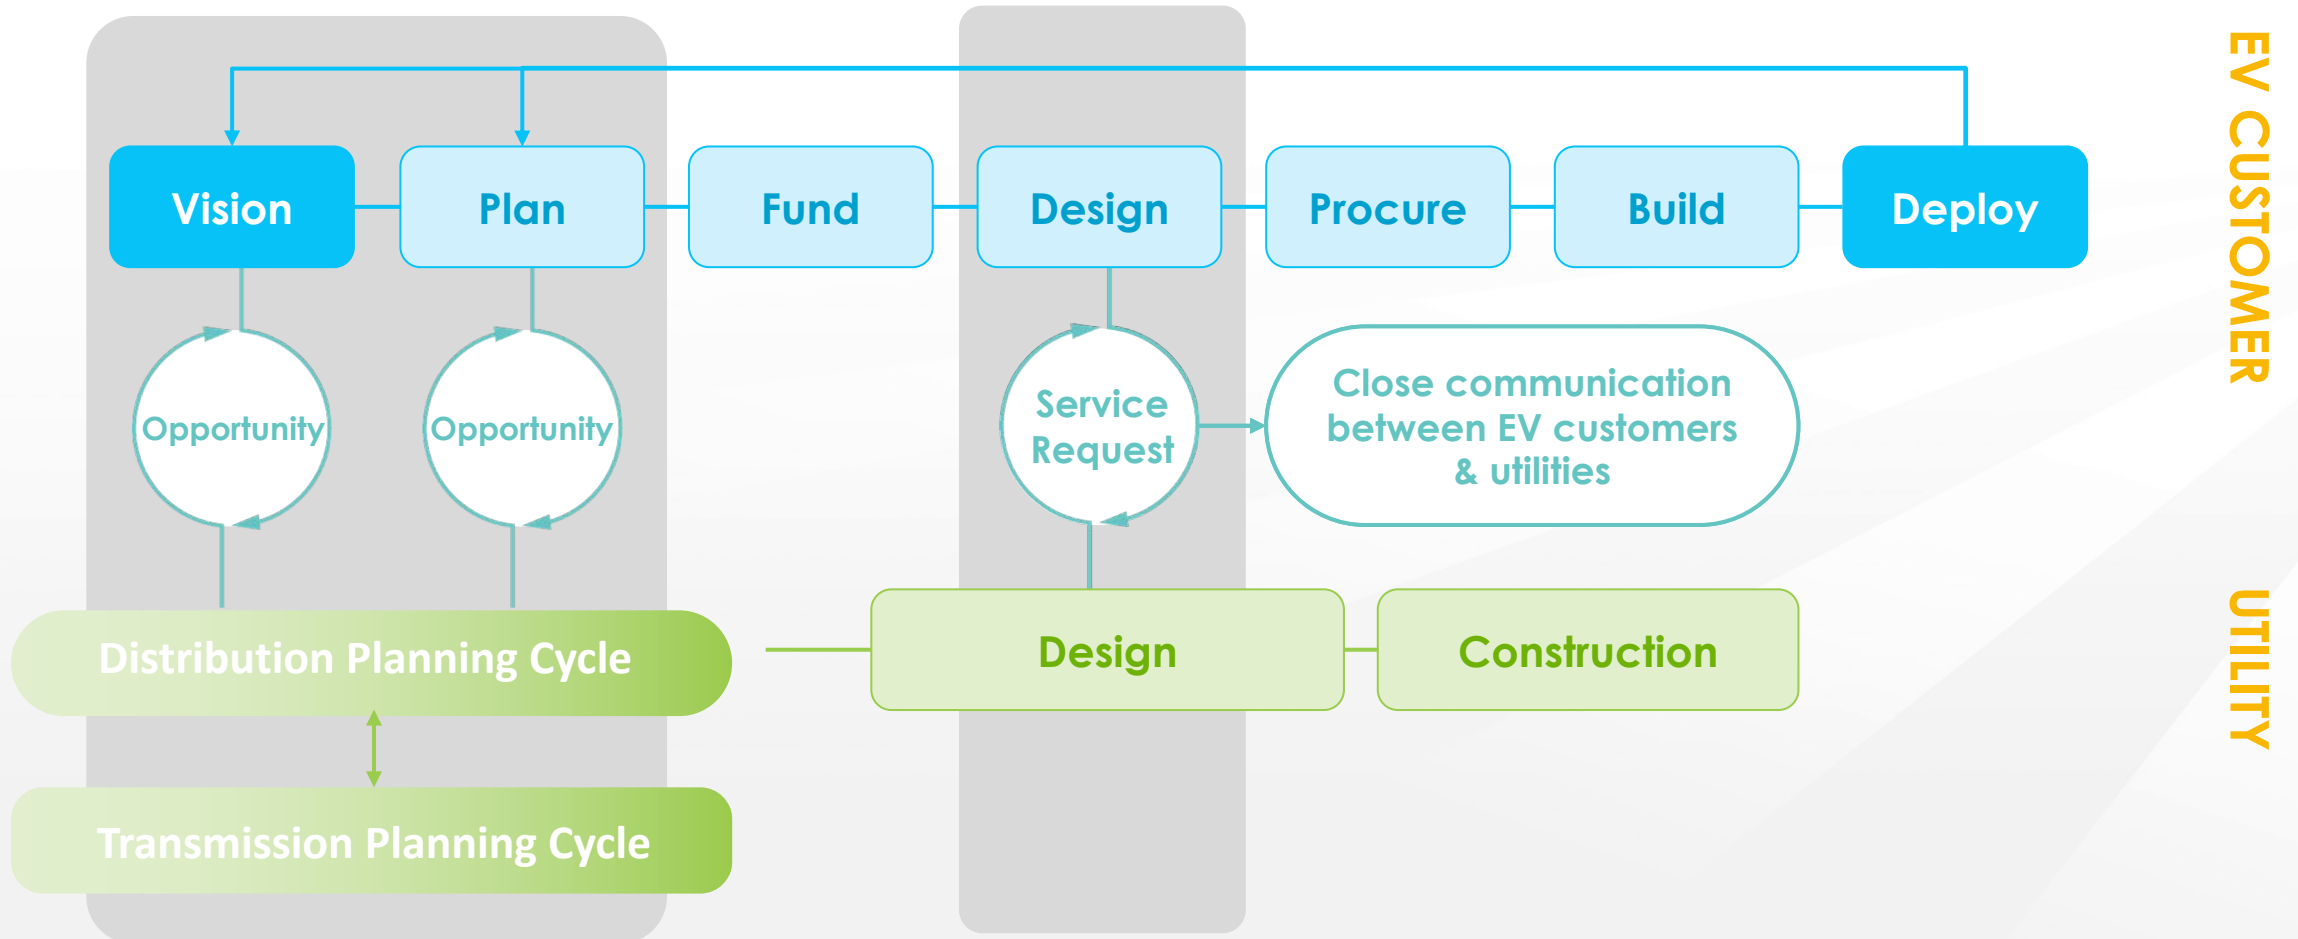 Vision
Plan
Fund
Design
Procure
Build
Deploy
Opportunity
Opportunity
Service
Request
Close communication
between EV customers
& utilities
Distribution Planning Cycle
Design
Construction
Transmission Planning Cycle
EV CUSTOMER
UTILITY